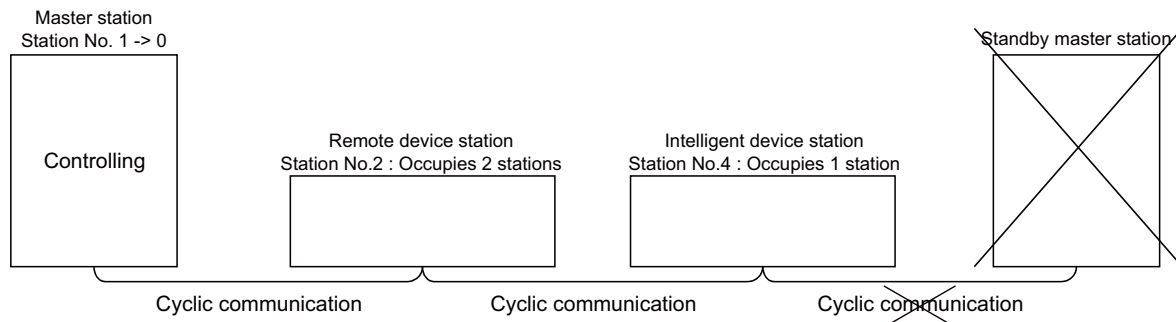 Master station
Station No. 1 -> 0
Standby master station
Controlling
Remote device station
Station No.2 : Occupies 2 stations
Intelligent device station
Station No.4 : Occupies 1 station
Cyclic communication
Cyclic communication
Cyclic communication